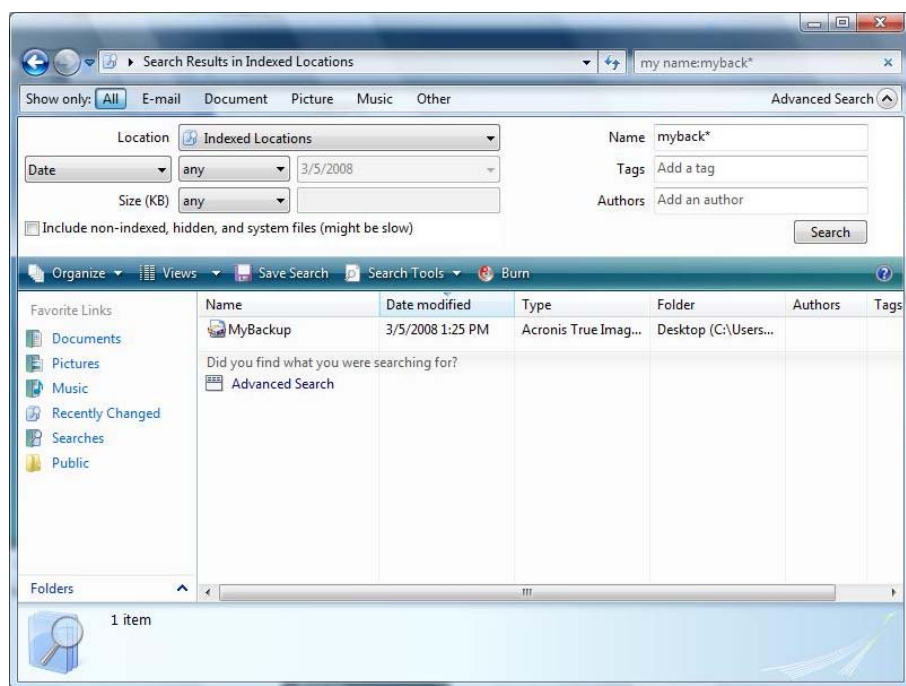 Search Results in Indexed Locations
my name:myback*
Show only: All E-mail Document Picture Music Other Advanced Search
Location Indexed Locations Name myback*
Date any 3/5/2008 Tags Add a tag
Size (KB) any Authors Add an author
Include non-indexed, hidden, and system files (might be slow) Search
Organize Views Save Search Search Tools Burn
Favorite Links
Documents
Pictures
Music
Recently Changed
Searches
Public
Folders
Name Date modified Type Folder Authors Tags
MyBackup 3/5/2008 1:25 PM Acronis True Imag... Desktop (C:\Users...
Did you find what you were searching for?
Advanced Search
1 item